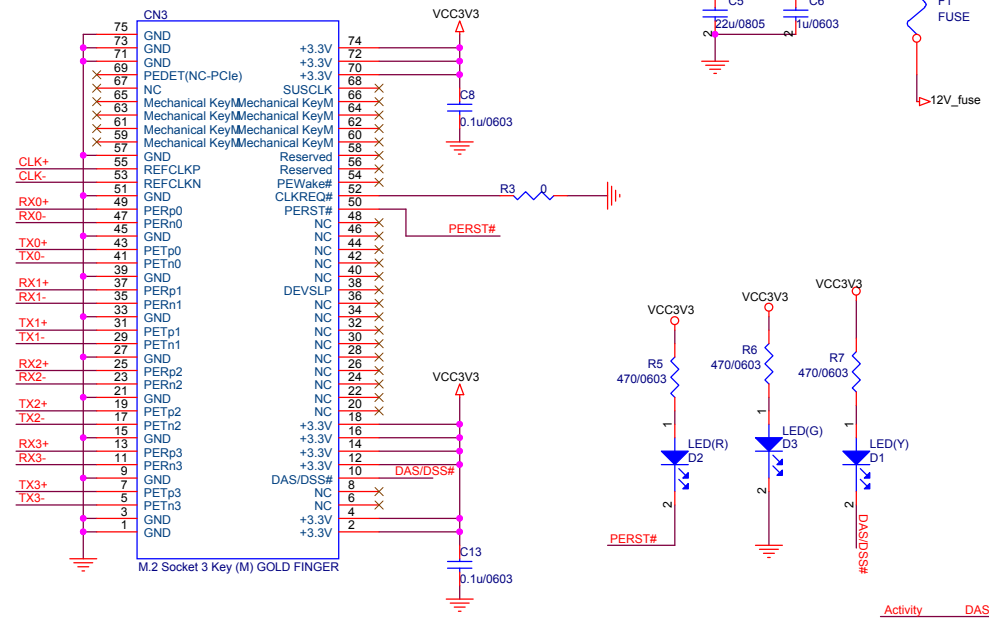 CN3
VCC3V3
C5
22u/0805
2
C6
1u/0603
2
FUSE
12V_fuse
75 GND
73 GND +3.3V 74
71 GND +3.3V 72
69 PEDET(NC-PCIe) +3.3V 70
67 NC SUSCLK 68
65 Mechanical KeyM Mechanical KeyM 66
63 Mechanical KeyM Mechanical KeyM 64
61 Mechanical KeyM Mechanical KeyM 62
59 Mechanical KeyM Mechanical KeyM 60
57 GND Reserved 58
CLK+ 55 REFCLKP Reserved 56
CLK- 53 REFCLKN PEWake# 54
51 GND CLKREQ# 52
RX0+ 49 PERp0 PERST# 50
RX0- 47 PERn0 NC 48
45 GND NC 46
TX0+ 43 PETp0 NC 44
TX0- 41 PETn0 NC 42
39 GND NC 40
RX1+ 37 PERp1 DEVSLP 38
RX1- 35 PERn1 NC 36
33 GND NC 34
TX1+ 31 PETp1 NC 32
TX1- 29 PETn1 NC 30
27 GND NC 28
RX2+ 25 PERp2 NC 26
RX2- 23 PERn2 NC 24
21 GND NC 22
TX2+ 19 PETp2 NC 20
TX2- 17 PETn2 +3.3V 18
15 GND +3.3V 16
RX3+ 13 PERp3 +3.3V 14
RX3- 11 PERn3 +3.3V 12
9 GND DAS/DSS# 10
TX3+ 7 PETp3 NC 8
TX3- 5 PETn3 NC 6
3 GND +3.3V 4
1 GND +3.3V 2
M.2 Socket 3 Key (M) GOLD FINGER
C8
0.1u/0603
R3 0
PERST#
VCC3V3
DAS/DSS#
C13
0.1u/0603
VCC3V3
R5
470/0603
1
LED(R)
D2
2
PERST#
VCC3V3
R6
470/0603
1
LED(G)
D3
2
VCC3V3
R7
470/0603
1
LED(Y)
D1
2
DAS/DSS#
Activity DAS